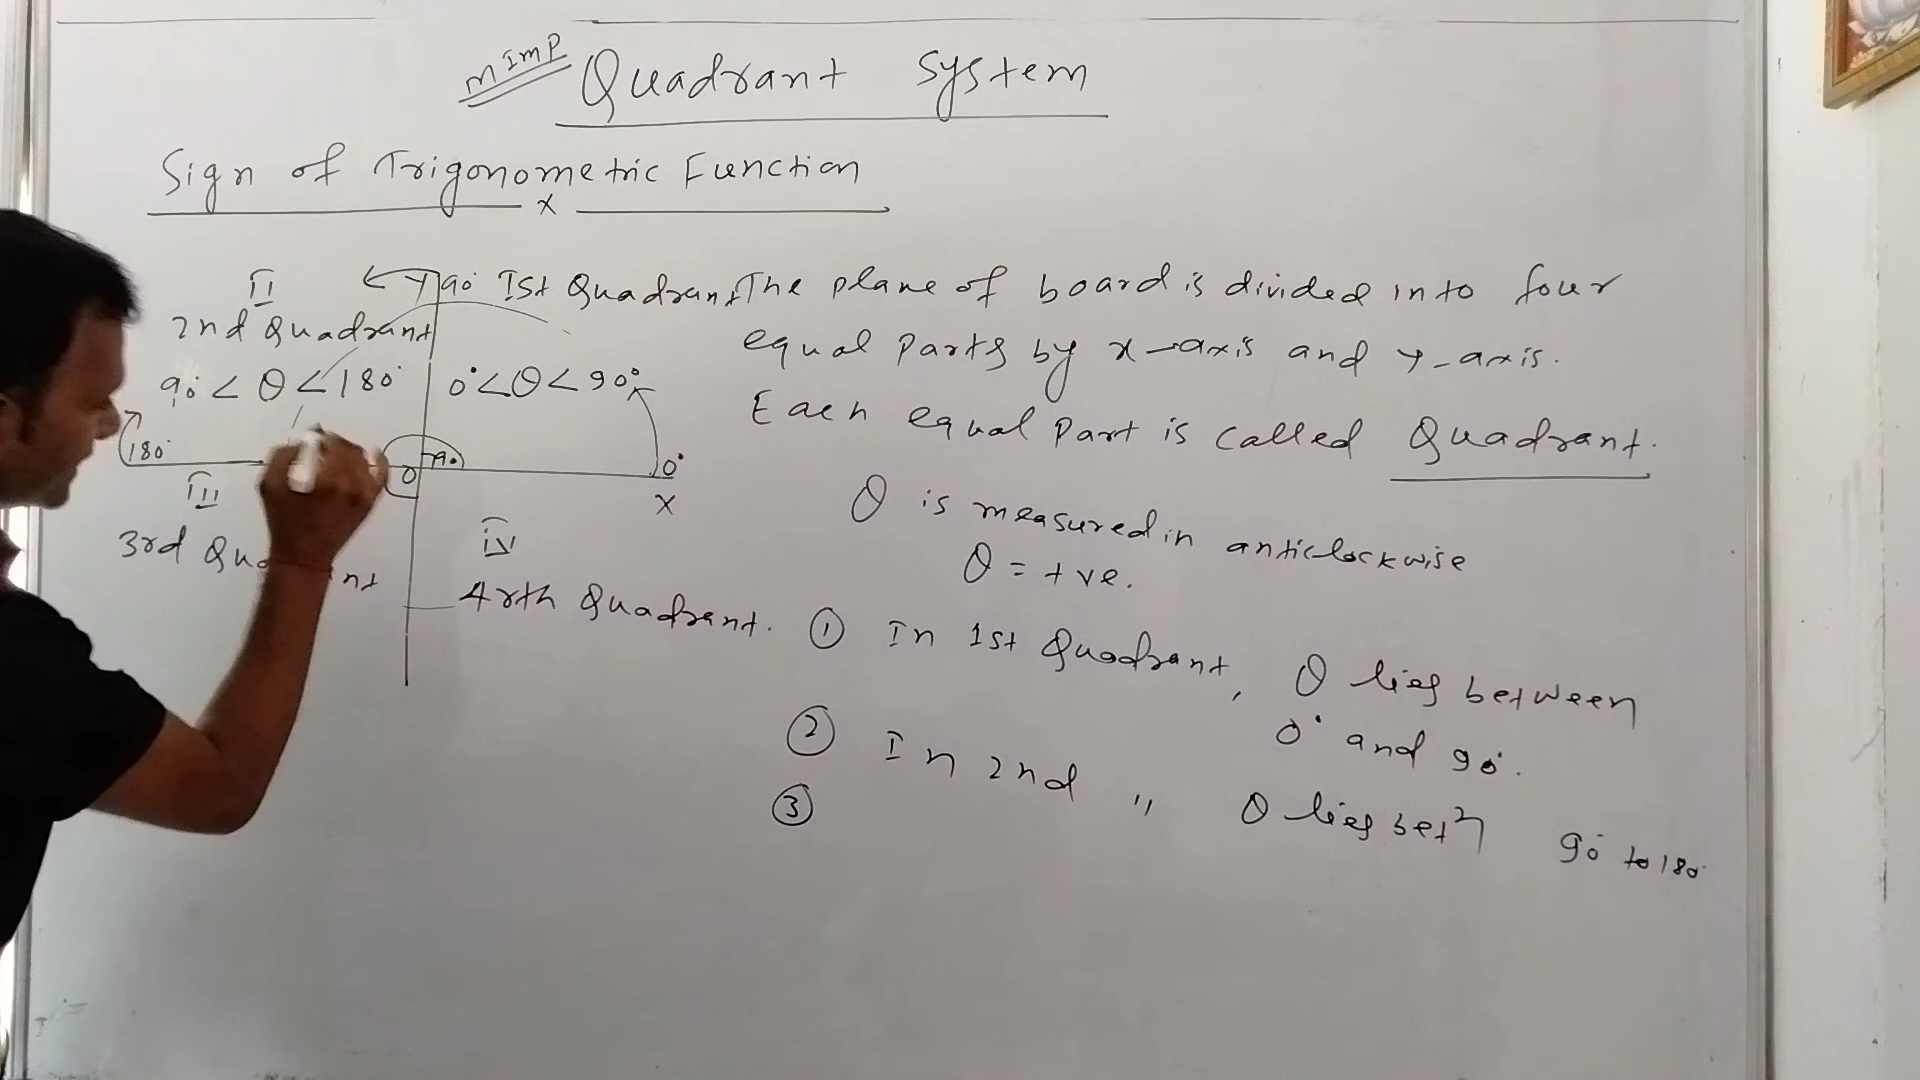 M Imp Quadrant System
Sign of Trigonometric Function
x
II
Y 90° Ist Quadrant
2nd Quadrant
90° < θ < 180°
0° < θ < 90°
180°
O
90°
0°
X
III
3rd Qu nt
IV
4rth Quadrant.
The plane of board is divided into four
equal Parts by x-axis and y-axis.
Each equal Part is called Quadrant.
θ is measured in anticlockwise
θ = +ve.
① In 1st Quadrant, θ lies between
0° and 90°.
② In 2nd " θ lies betⁿ 90° to 180°
③